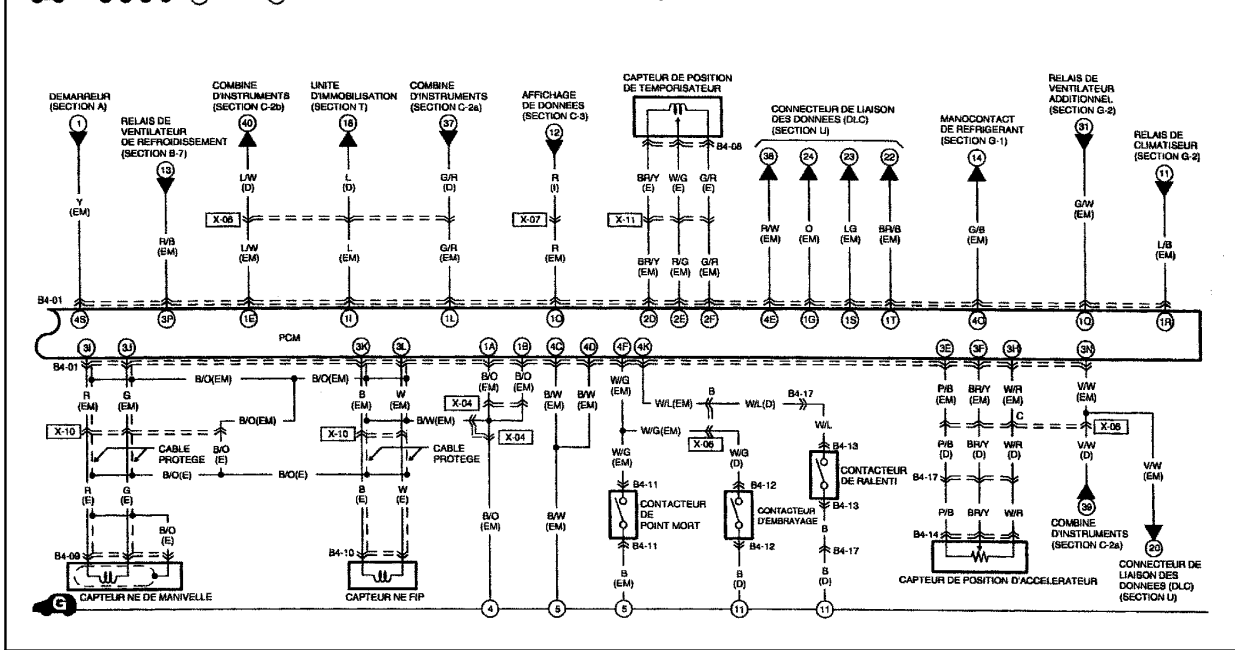 CAPTEUR DE POSITION
DE TEMPORISATEUR
DEMARREUR
(SECTION A)
1
COMBINE
D'INSTRUMENTS
(SECTION C-2b)
40
UNITE
D'IMMOBILISATION
(SECTION T)
18
COMBINE
D'INSTRUMENTS
(SECTION C-2a)
37
AFFICHAGE
DE DONNEES
(SECTION C-3)
12
RELAIS DE
VENTILATEUR
ADDITIONNEL
(SECTION G-2)
31
CONNECTEUR DE LIAISON
DES DONNEES (DLC)
(SECTION U)
MANOCONTACT
DE REFRIGERANT
(SECTION G-1)
14
RELAIS DE
VENTILATEUR
DE REFROIDISSEMENT
(SECTION B-7)
13
RELAIS DE
CLIMATISEUR
(SECTION G-2)
11
B4-08
38 24 23 22
Y
(EM)
R/B
(EM)
L/W
(D)
L
(D)
G/R
(D)
R
(I)
BR/Y
(E)
W/G
(E)
G/R
(E)
X-06
X-07
X-11
L/W
(EM)
L
(EM)
G/R
(EM)
R
(EM)
BR/Y
(EM)
R/G
(EM)
G/R
(EM)
R/W
(EM)
O
(EM)
LG
(EM)
BR/B
(EM)
G/B
(EM)
G/W
(EM)
L/B
(EM)
B4-01
4S 3P 1E 1I 1L 1O 2D 2E 2F 4E 1G 1S 1T 4O 1Q 1R
PCM
3I 3J 3K 3L 1A 1B 4C 4D 4F 4K 3E 3F 3H 3N
B4-01
R
(EM)
G
(EM)
B/O(EM)
B/O(EM)
B
(EM)
W
(EM)
B/O
(EM)
B/O
(EM)
B/W
(EM)
B/W
(EM)
W/G
(EM)
W/L(EM)
B
W/L(D)
B4-17
P/B
(EM)
BR/Y
(EM)
W/R
(EM)
V/W
(EM)
X-04
B/O(EM)
B/W(EM)
C
X-10
X-10
X-04
W/G(EM)
X-06
W/L
X-06
CABLE
PROTEGE
B/O
(E)
CABLE
PROTEGE
W/G
(EM)
W/G
(D)
B4-13
P/B
(D)
BR/Y
(D)
W/R
(D)
V/W
(D)
B/O(E)
B/O(E)
CONTACTEUR
DE RALENTI
V/W
(EM)
B4-17
R
(E)
G
(E)
B
(E)
W
(E)
B4-11
B4-12
B4-13
CONTACTEUR
DE
POINT MORT
CONTACTEUR
D'EMBRAYAGE
P/B
BR/Y
W/R
39
B/O
(E)
B/O
(EM)
B/W
(EM)
B
B4-11
B4-12
B4-17
B4-14
COMBINE
D'INSTRUMENTS
(SECTION C-2a)
20
B4-09
B4-10
CONNECTEUR DE
LIAISON DES
DONNEES (DLC)
(SECTION U)
B
(EM)
B
(D)
B
(D)
CAPTEUR DE POSITION D'ACCELERATEUR
CAPTEUR NE DE MANIVELLE
CAPTEUR NE FIP
G
4 5 5 11 11